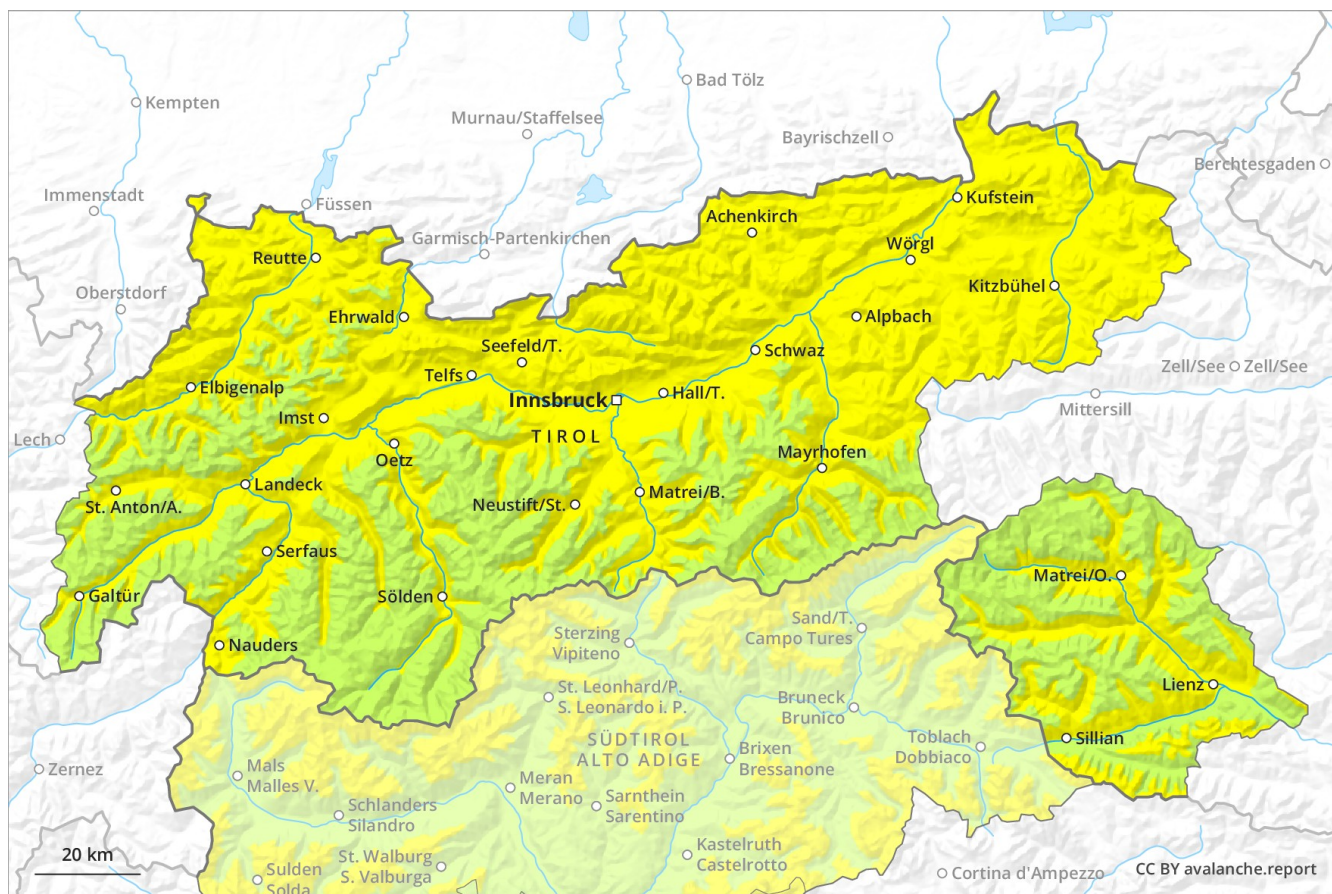 Kempten
Bad Tölz
Murnau/Staffelsee
Bayrischzell
Berchtesgaden
Immenstadt
Füssen
Kufstein
Achenkirch
Garmisch-Partenkirchen
Wörgl
Reutte
Kitzbühel
Oberstdorf
Ehrwald
Alpbach
Seefeld/T.
Schwaz
Telfs
Zell/See
Zell/See
Elbigenalp
Hall/T.
Innsbruck
Mittersill
Imst
Lech
TIROL
Oetz
Mayrhofen
Landeck
Matrei/B.
St. Anton/A.
Neustift/St.
Serfaus
Matrei/O.
Galtür
Sölden
Sand/T.
Campo Tures
Sterzing
Vipiteno
Nauders
Lienz
St. Leonhard/P.
S. Leonardo i. P.
Bruneck
Brunico
Sillian
SÜDTIROL
ALTO ADIGE
Toblach
Dobbiaco
Brixen
Bressanone
Zernez
Mals
Malles V.
Meran
Merano
Schlanders
Silandro
Sarnthein
Sarentino
20 km
St. Walburg
S. Valburga
Kastelruth
Castelrotto
Sulden
Solda
Cortina d'Ampezzo
CC BY avalanche.report